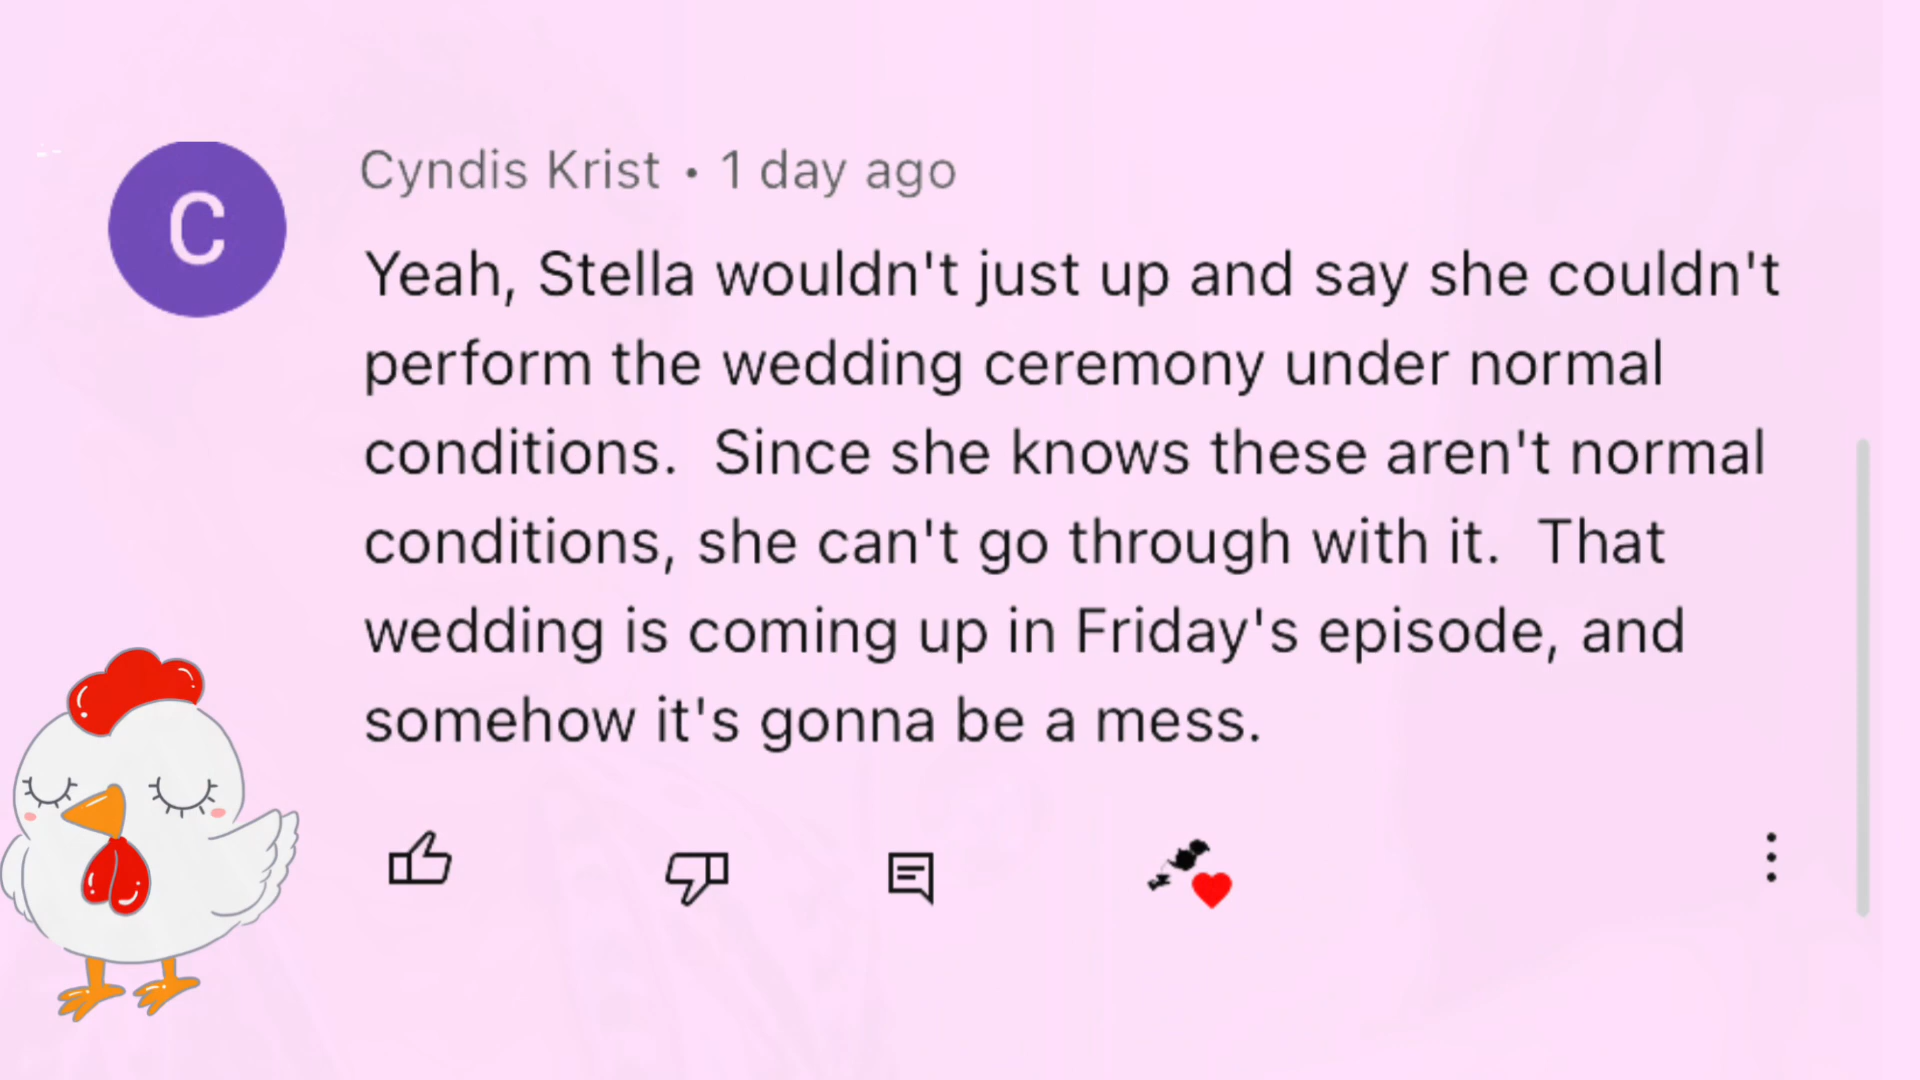 C
Cyndis Krist • 1 day ago
Yeah, Stella wouldn't just up and say she couldn't
perform the wedding ceremony under normal
conditions.  Since she knows these aren't normal
conditions, she can't go through with it.  That
wedding is coming up in Friday's episode, and
somehow it's gonna be a mess.